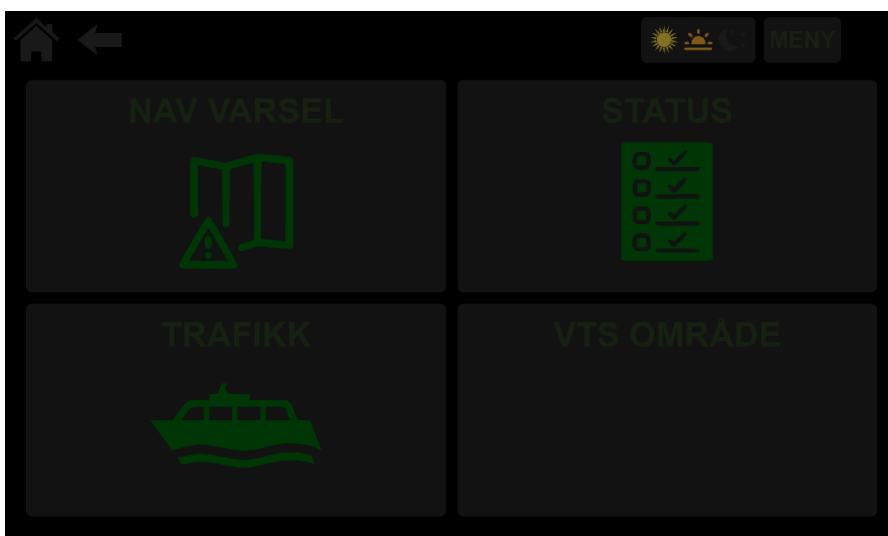 MENY
NAV VARSEL
STATUS
TRAFIKK
VTS OMRÅDE